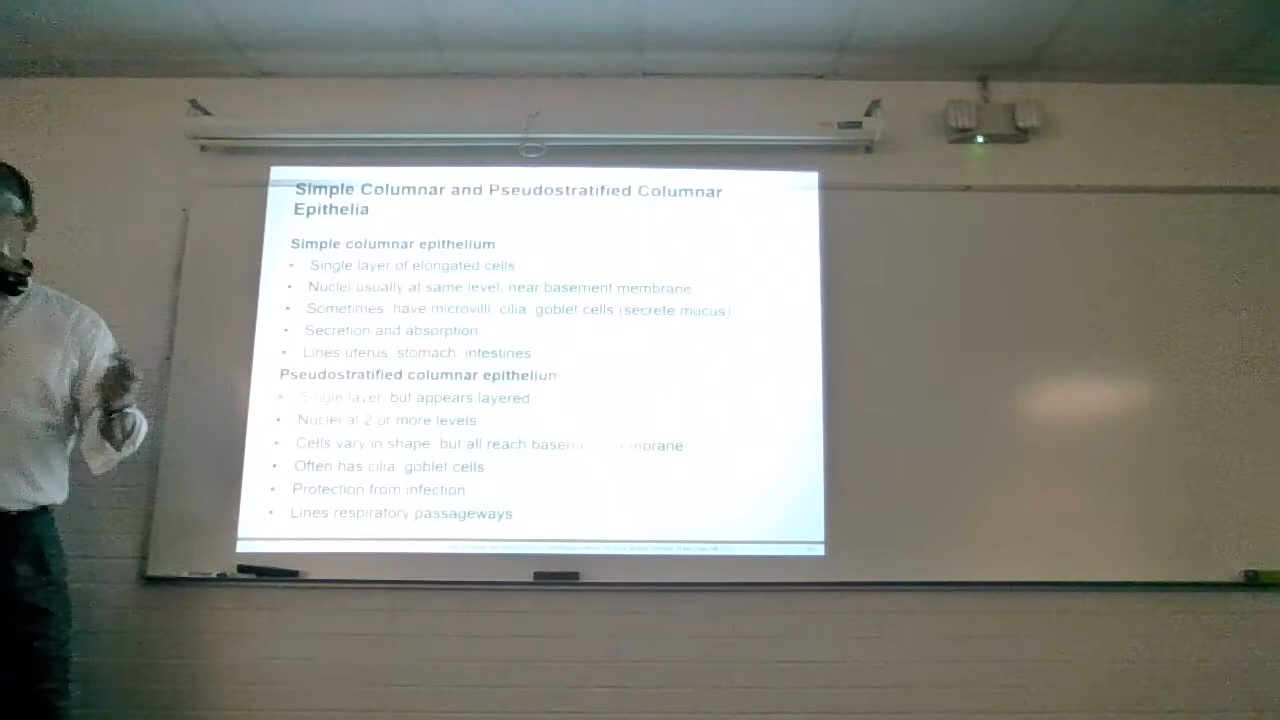 Simple Columnar and Pseudostratified Columnar
Epithelia
Simple columnar epithelium
• Single layer of elongated cells
• Nuclei usually at same level, near basement membrane
• Sometimes have microvilli, cilia, goblet cells (secrete mucus)
• Secretion and absorption
• Lines uterus, stomach, intestines
Pseudostratified columnar epithelium
• Single layer, but appears layered
• Nuclei at 2 or more levels
• Cells vary in shape, but all reach
• Often has cilia, goblet cells
• Protection from infection
• Lines respiratory passageways